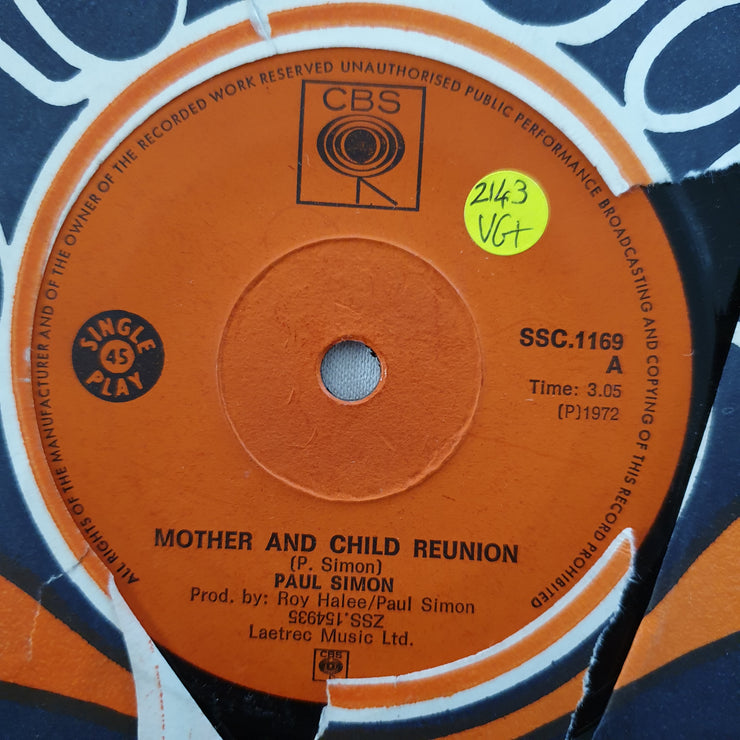 ALL RIGHTS OF THE MANUFACTURER AND OF THE OWNER OF THE RECORDED WORK RESERVED UNAUTHORISED PUBLIC PERFORMANCE BROADCASTING AND COPYING OF THIS RECORD PROHIBITED
CBS
2143
VG+
SINGLE
45
PLAY
SSC.1169
A
Time: 3.05
(P)1972
MOTHER AND CHILD REUNION
(P. Simon)
PAUL SIMON
Prod. by: Roy Halee/Paul Simon
ZSS.154935
Laetrec Music Ltd.
CBS